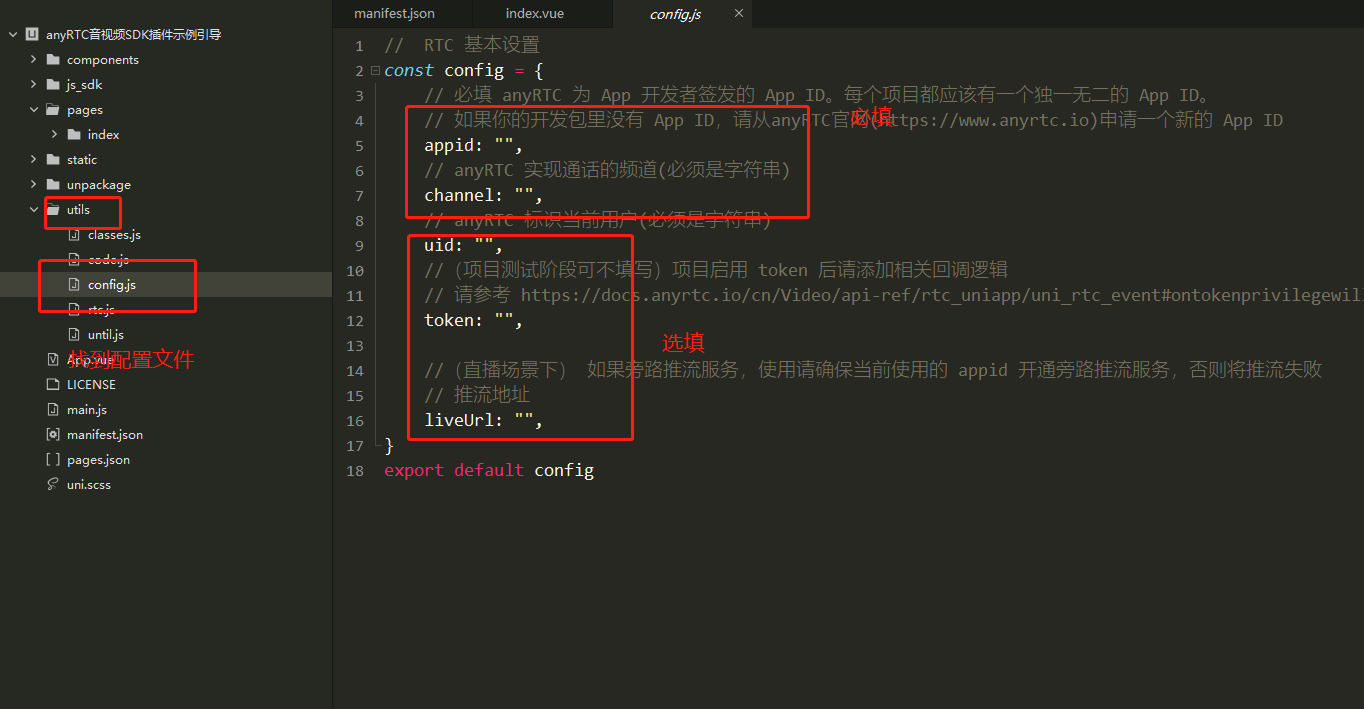 anyRTC音视频SDK插件示例引导
components
js_sdk
pages
index
static
unpackage
utils
classes.js
code.js
config.js
rtc.js
until.js
App.vue
找到配置文件
LICENSE
main.js
manifest.json
pages.json
uni.scss
manifest.json index.vue config.js
1 // RTC 基本设置
2 const config = {
3 // 必填 anyRTC 为 App 开发者签发的 App ID。每个项目都应该有一个独一无二的 App ID。
必填
4 // 如果你的开发包里没有 App ID，请从anyRTC官网(https://www.anyrtc.io)申请一个新的 App ID
5 appid: "",
6 // anyRTC 实现通话的频道(必须是字符串)
7 channel: "",
8 // anyRTC 标识当前用户(必须是字符串)
9 uid: "",
10 //（项目测试阶段可不填写）项目启用 token 后请添加相关回调逻辑
11 // 请参考 https://docs.anyrtc.io/cn/Video/api-ref/rtc_uniapp/uni_rtc_event#ontokenprivilegewil
12 token: "",
13
选填
14 //（直播场景下） 如果旁路推流服务，使用请确保当前使用的 appid 开通旁路推流服务，否则将推流失败
15 // 推流地址
16 liveUrl: "",
17 }
18 export default config